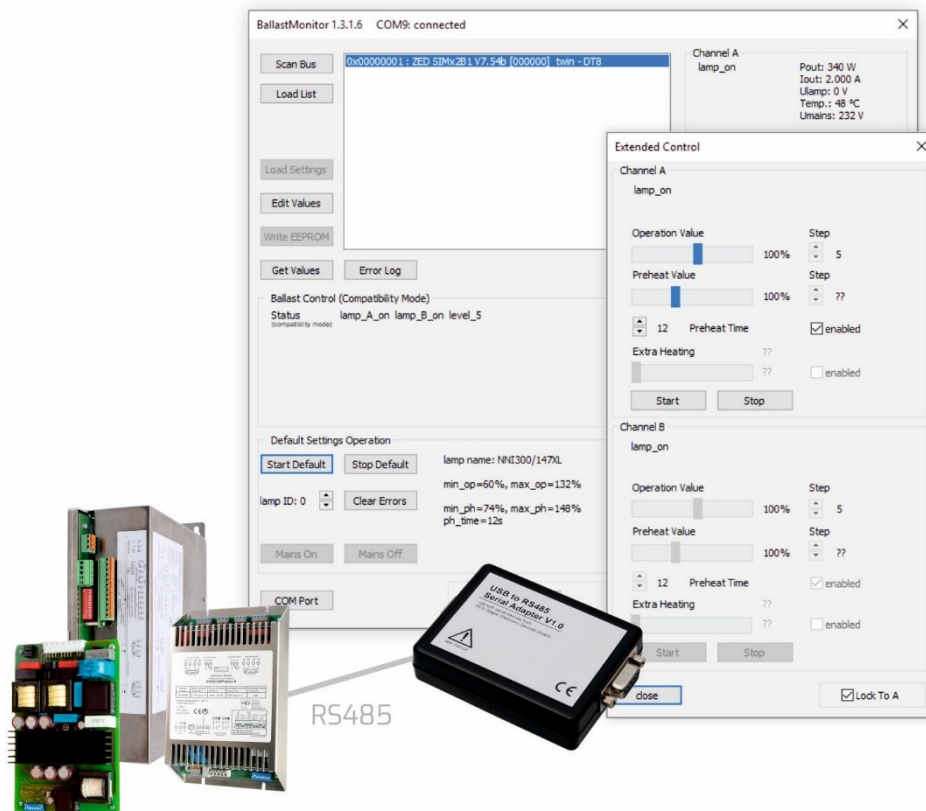 BallastMonitor 1.3.1.6 COM9: connected
Scan Bus
Load List
0x00000001 : ZED SIMx2B1 V7.54b [000000] twin - DT8
Channel A
lamp_on
Pout: 340 W
Iout: 2.000 A
Ulamp: 0 V
Temp.: 48 ºC
Umains: 232 V
Load Settings
Edit Values
Write EEPROM
Get Values
Error Log
Ballast Control (Compatibility Mode)
Status
(compatibility mode)
lamp_A_on lamp_B_on level_5
Default Settings Operation
Start Default
Stop Default
lamp name: NNI300/147XL
lamp ID: 0
Clear Errors
min_op=60%, max_op=132%
min_ph=74%, max_ph=148%
ph_time=12s
Mains On
Mains Off
COM Port
Extended Control
Channel A
lamp_on
Operation Value
Step
100%
5
Preheat Value
Step
100%
??
12 Preheat Time
enabled
Extra Heating
??
??
enabled
Start
Stop
Channel B
lamp_on
Operation Value
Step
100%
5
Preheat Value
Step
100%
??
12 Preheat Time
enabled
Extra Heating
??
??
enabled
Start
Stop
close
Lock To A
USB to RS485
Serial Adapter V1.0
CE
RS485